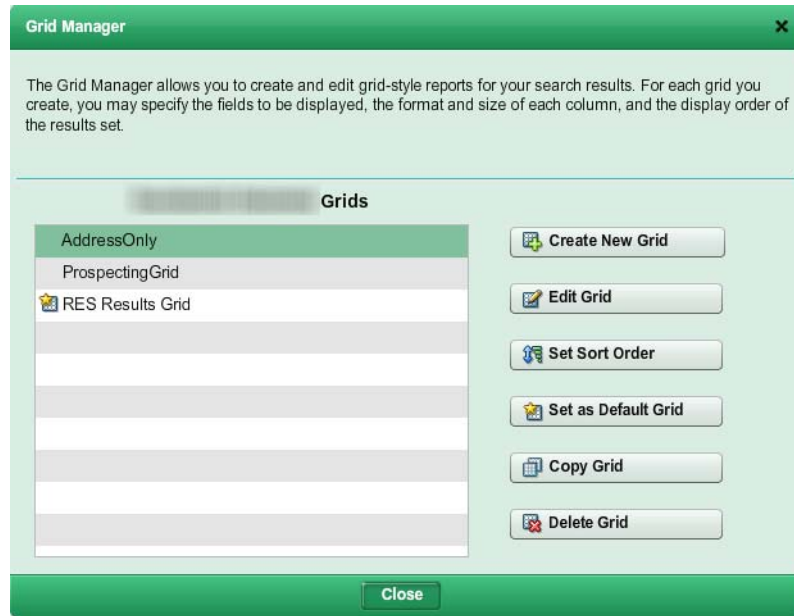 Grid Manager
The Grid Manager allows you to create and edit grid-style reports for your search results. For each grid you
create, you may specify the fields to be displayed, the format and size of each column, and the display order of
the results set.
Grids
AddressOnly
ProspectingGrid
RES Results Grid
Create New Grid
Edit Grid
Set Sort Order
Set as Default Grid
Copy Grid
Delete Grid
Close